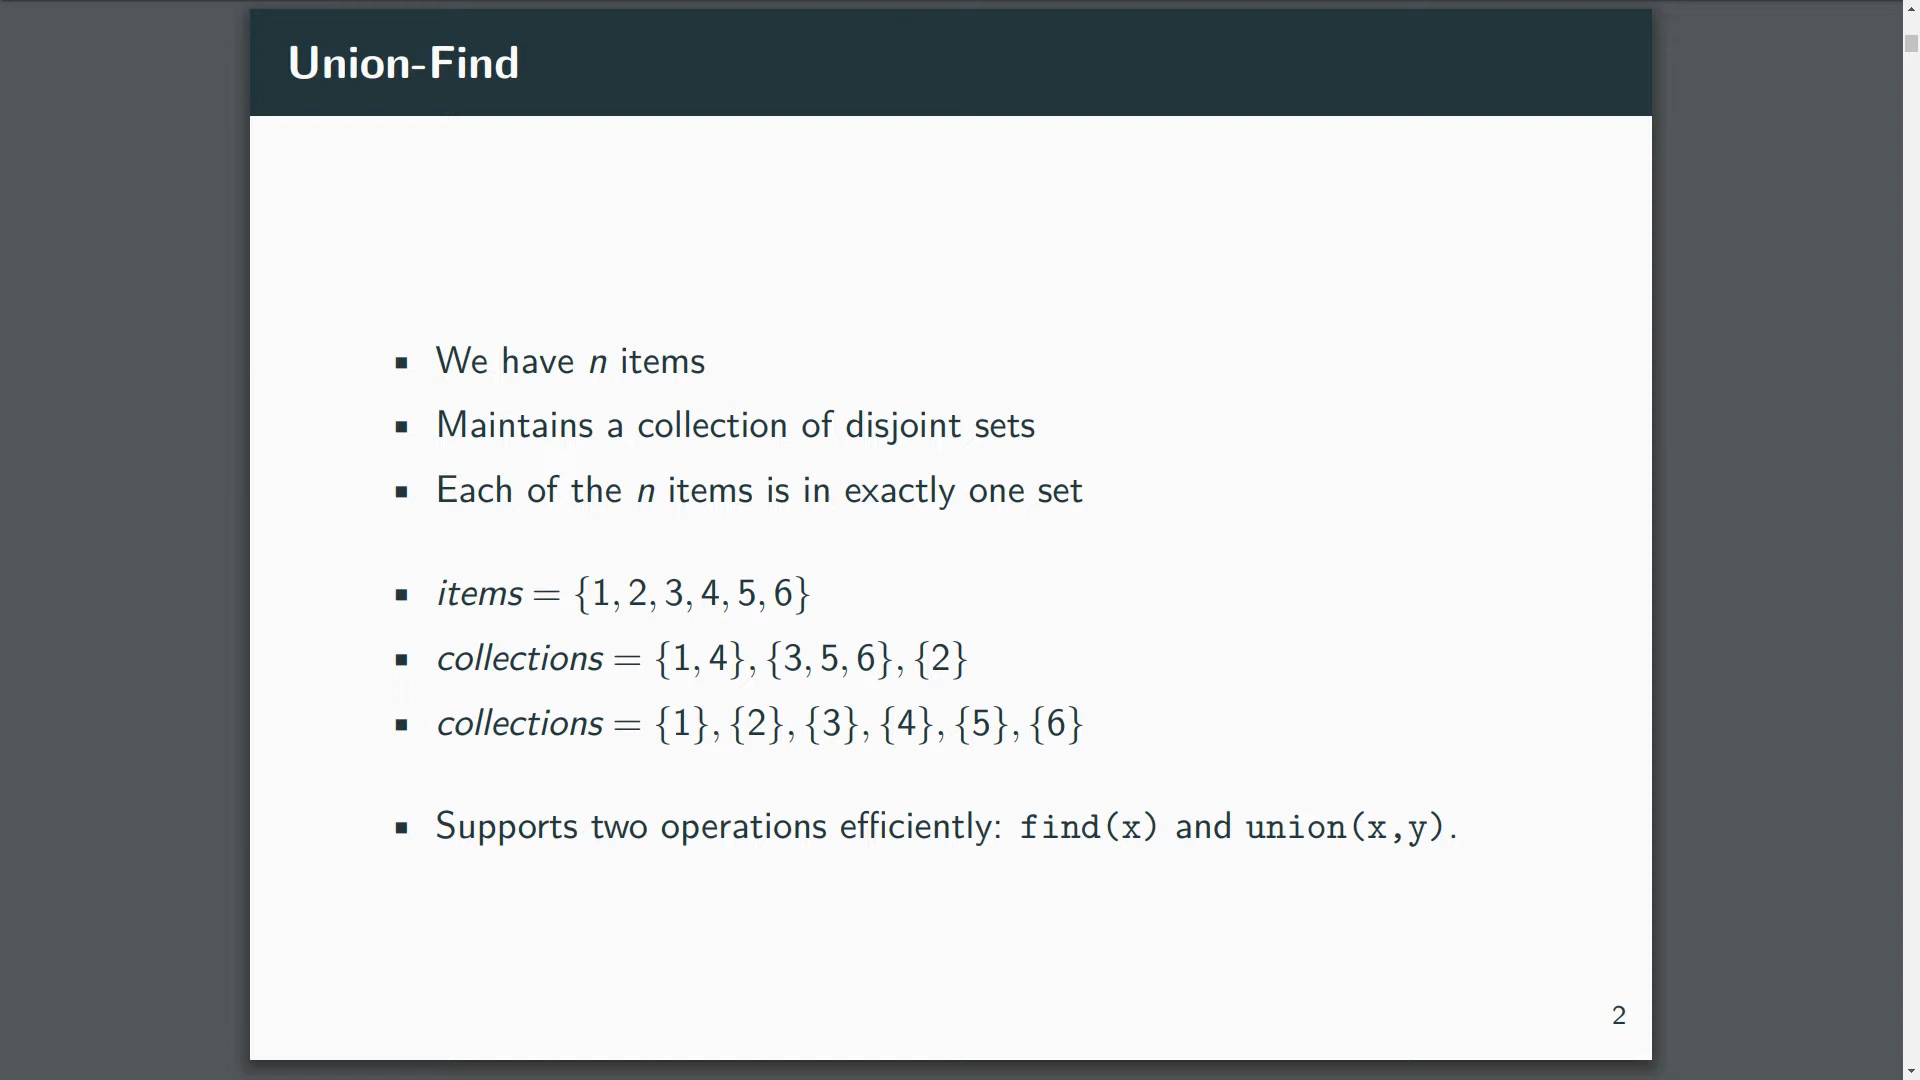 Union-Find
▪ We have n items
▪ Maintains a collection of disjoint sets
▪ Each of the n items is in exactly one set
▪ items = {1, 2, 3, 4, 5, 6}
▪ collections = {1, 4}, {3, 5, 6}, {2}
▪ collections = {1}, {2}, {3}, {4}, {5}, {6}
▪ Supports two operations efficiently: find(x) and union(x,y).
2